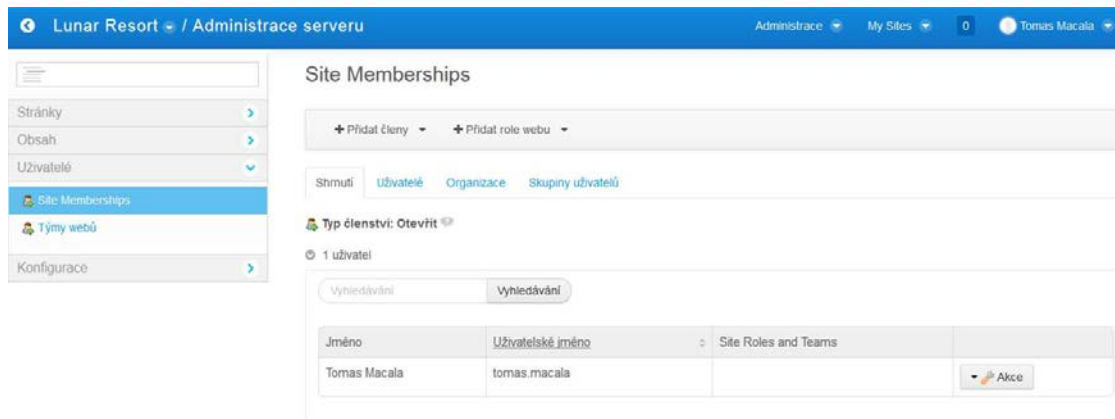 Lunar Resort / Administrace serveru
Administrace My Sites 0 Tomas Macala
Stránky
Obsah
Uživatelé
Site Memberships
Týmy webů
Konfigurace
Site Memberships
+ Přidat členy + Přidat role webu
Shrnutí Uživatelé Organizace Skupiny uživatelů
Typ členství: Otevřít
1 uživatel
Vyhledávání Vyhledávání
Jméno Uživatelské jméno Site Roles and Teams
Tomas Macala tomas.macala Akce